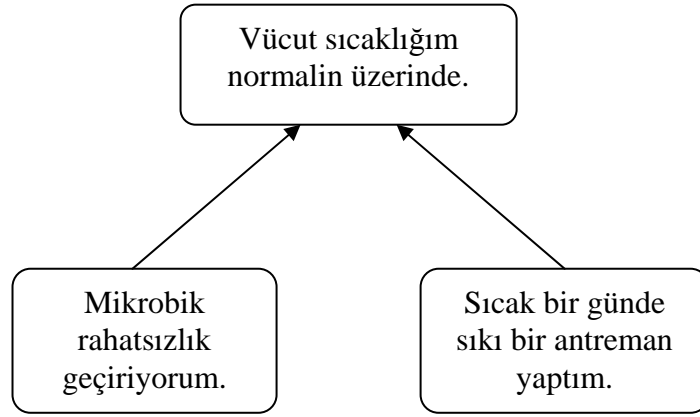 Vücut sıcaklığım
normalin üzerinde.
Mikrobik
rahatsızlık
geçiriyorum.
Sıcak bir günde
sıkı bir antreman
yaptım.